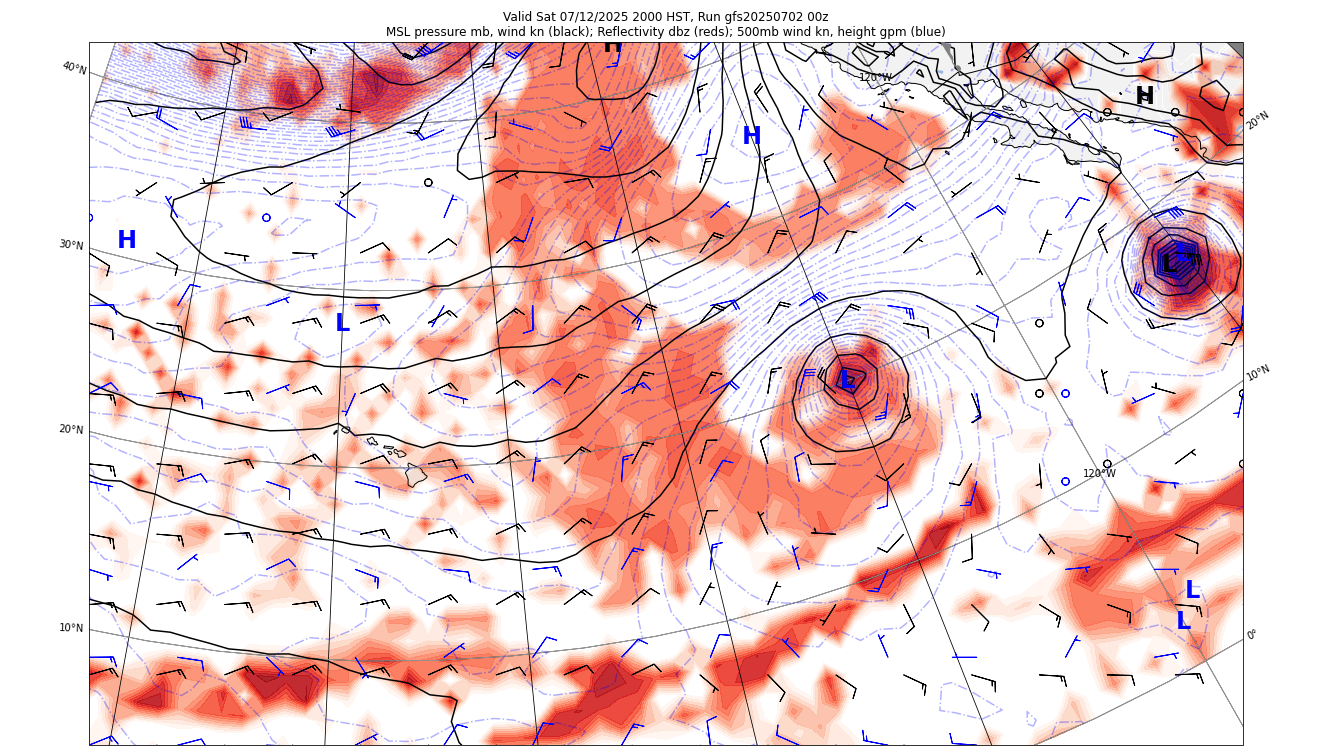 Valid Sat 07/12/2025 2000 HST, Run gfs20250702 00z
MSL pressure mb, wind kn (black); Reflectivity dbz (reds); 500mb wind kn, height gpm (blue)
H
40°N
120°W
H
20°N
H
H
30°N
L
L
10°N
L
20°N
120°W
L
10°N
L
0°